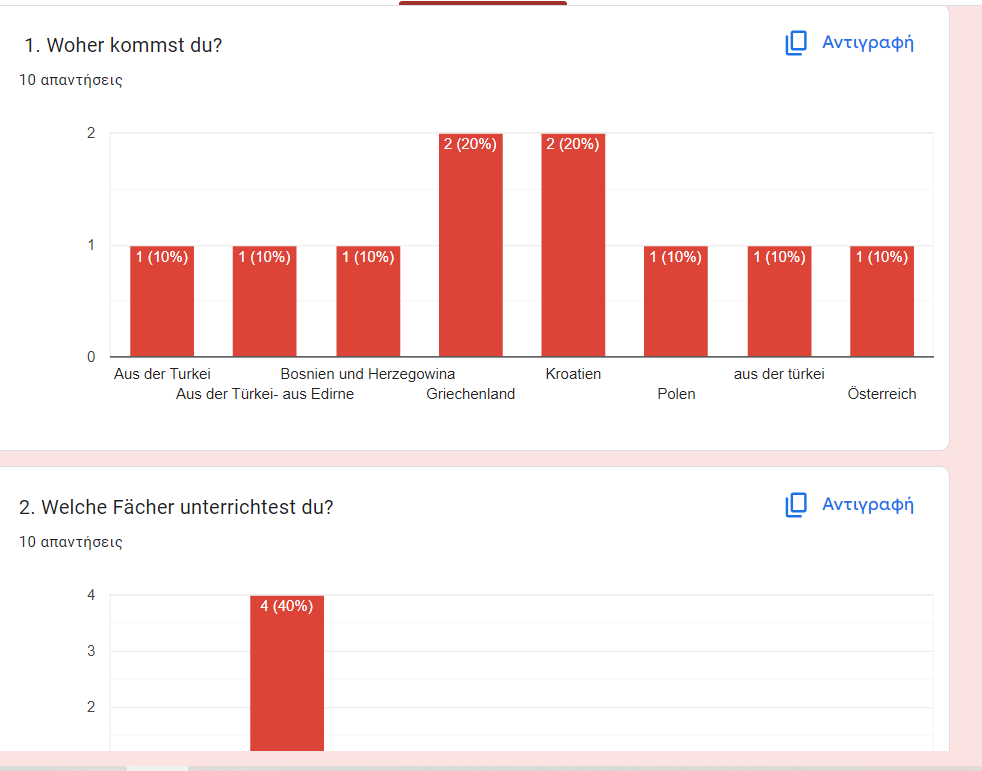 1. Woher kommst du?
Αντιγραφή
10 απαντήσεις
2
1
0
2 (20%)
2 (20%)
1 (10%)
1 (10%)
1 (10%)
1 (10%)
1 (10%)
1 (10%)
Aus der Turkei
Bosnien und Herzegowina
Kroatien
aus der türkei
Aus der Türkei- aus Edirne
Griechenland
Polen
Österreich
2. Welche Fächer unterrichtest du?
Αντιγραφή
10 απαντήσεις
4
4 (40%)
3
2